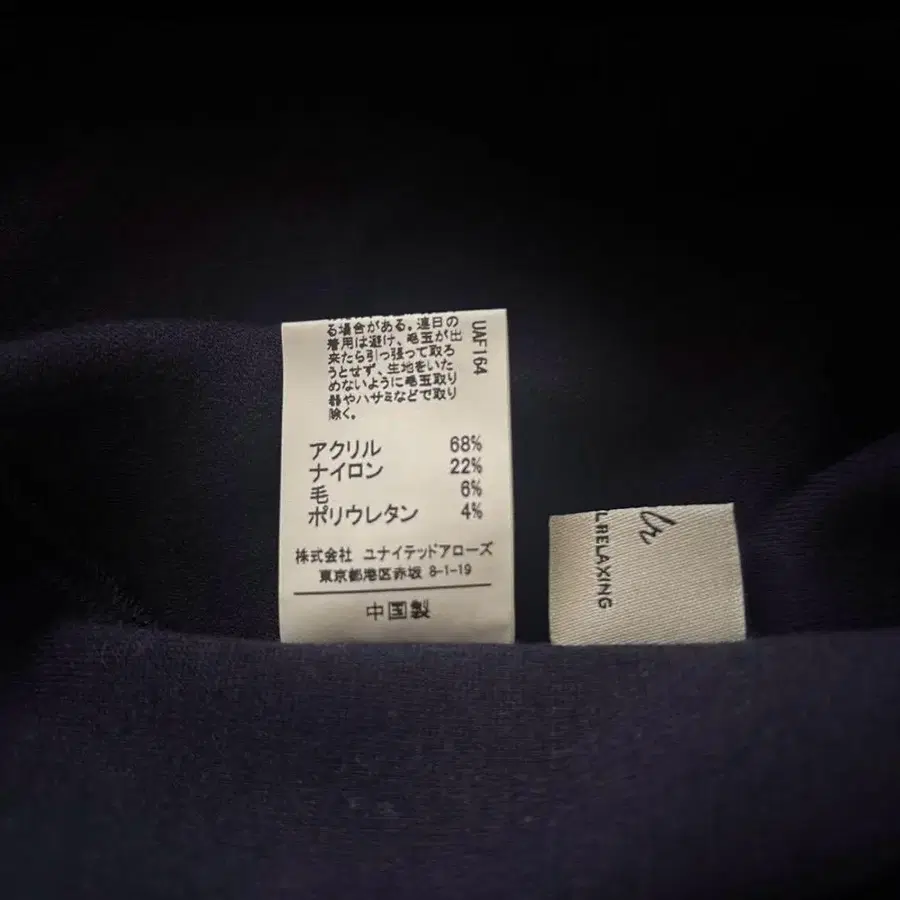 る場合がある。連日の
着用は避け、毛玉が出
来たら引っ張って取ろ
うとせず、生地をいた
めないように毛玉取り
器やハサミなどで取り
除く。
UAF164
アクリル 68%
ナイロン 22%
毛 6%
ポリウレタン 4%
株式会社 ユナイテッドアローズ
東京都港区赤坂 8-1-19
中国製
lr
LRELAXING